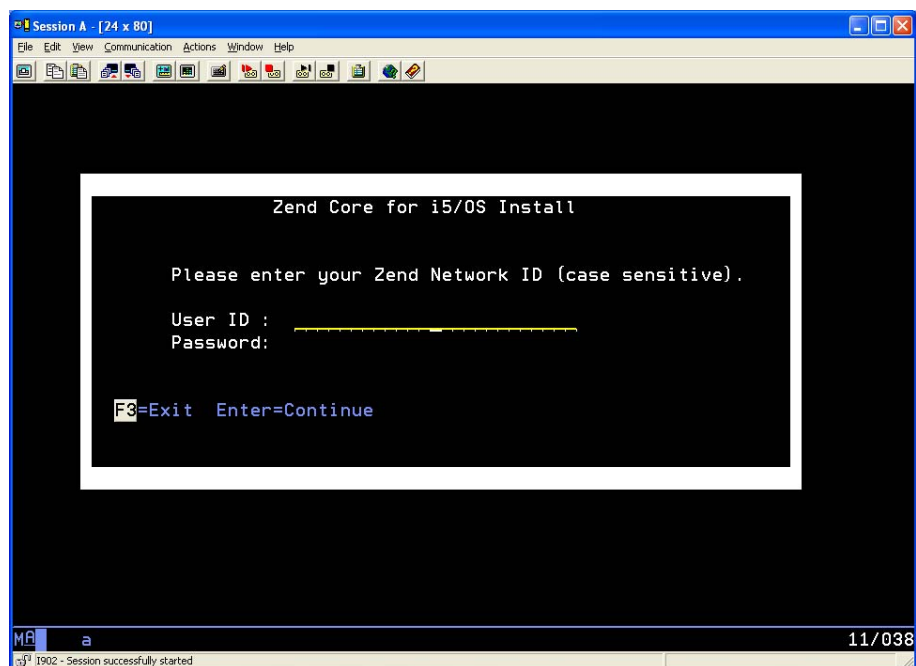 Session A - [24 x 80]
File Edit View Communication Actions Window Help
Zend Core for i5/OS Install
Please enter your Zend Network ID (case sensitive).
User ID :
Password:
F3=Exit Enter=Continue
MA a 11/038
I902 - Session successfully started